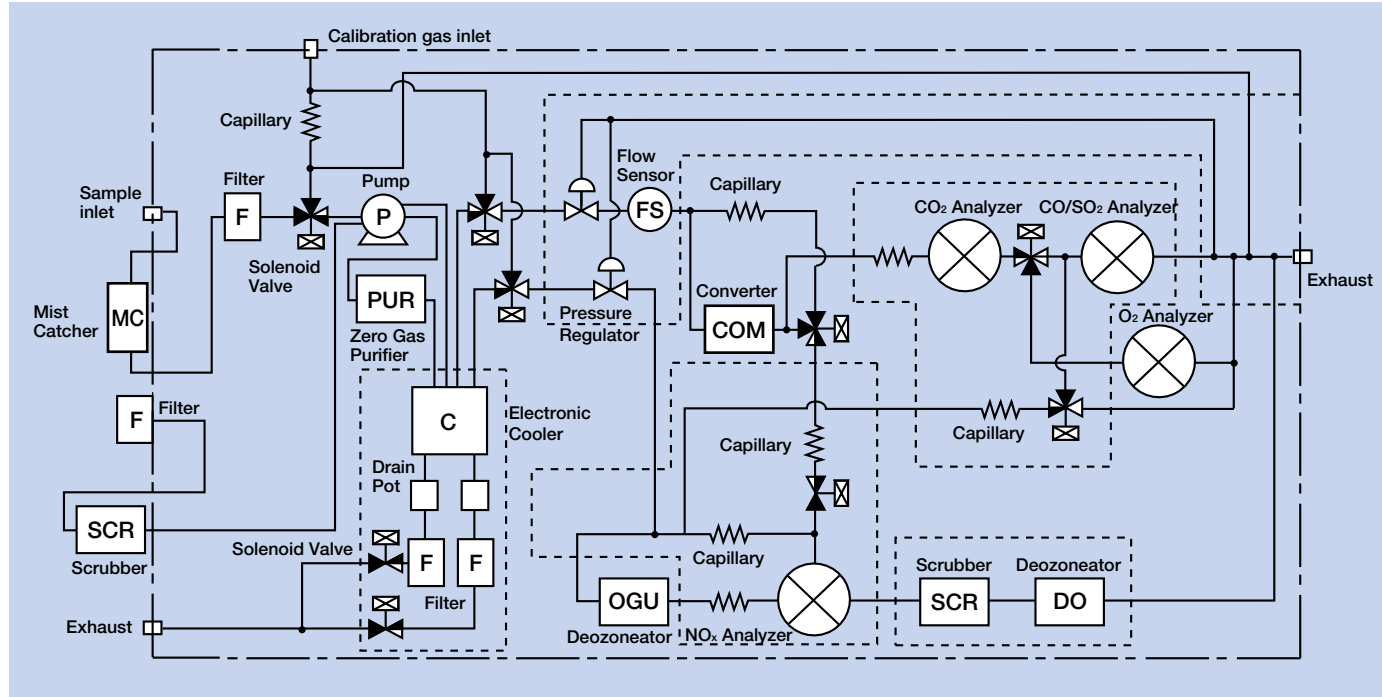 Calibration gas inlet
Capillary
Sample
inlet
Filter
F
Solenoid
Valve
Pump
P
Flow
Sensor
FS
Capillary
CO₂ Analyzer
CO/SO₂ Analyzer
Exhaust
Mist
Catcher
MC
PUR
Zero Gas
Purifier
Pressure
Regulator
Converter
COM
O₂ Analyzer
F
Filter
C
Electronic
Cooler
Capillary
Capillary
Drain
Pot
SCR
Scrubber
Solenoid Valve
F
F
Filter
Capillary
Exhaust
OGU
Deozoneator
NOx Analyzer
Scrubber
SCR
Deozoneator
DO